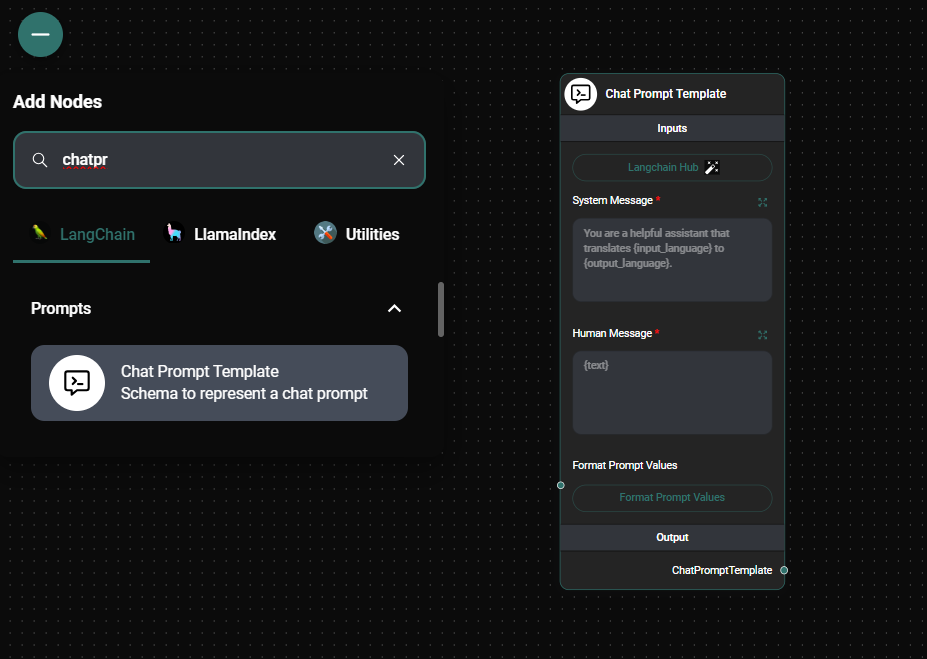 Add Nodes
chatpr
LangChain
LlamaIndex
Utilities
Prompts
Chat Prompt Template
Schema to represent a chat prompt
Chat Prompt Template
Inputs
Langchain Hub
System Message *
You are a helpful assistant that
translates {input_language} to
{output_language}.
Human Message *
{text}
Format Prompt Values
Format Prompt Values
Output
ChatPromptTemplate